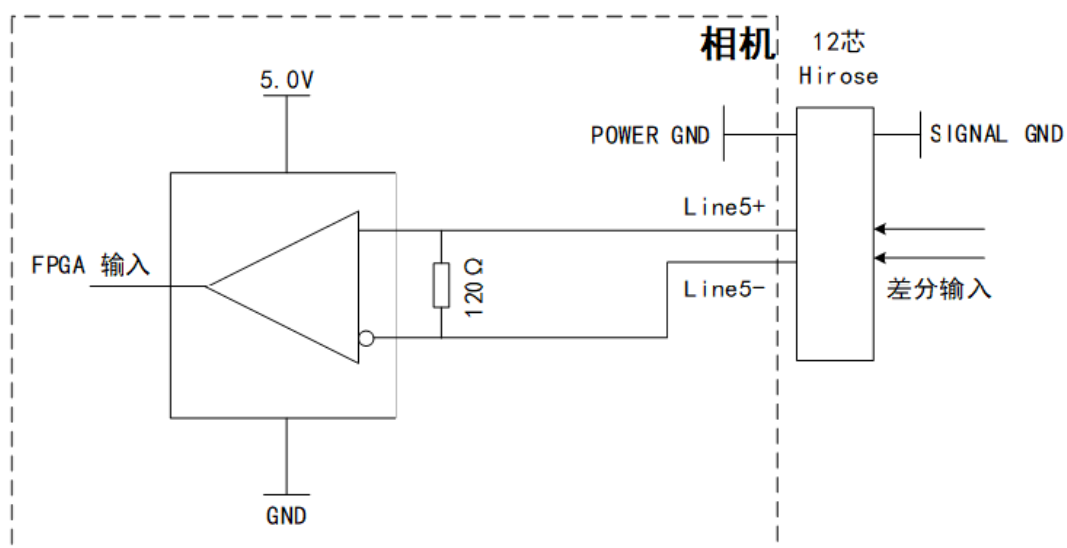 相机
12芯
Hirose
5.0V
POWER GND
SIGNAL GND
Line5+
FPGA 输入
120Ω
Line5-
差分输入
GND